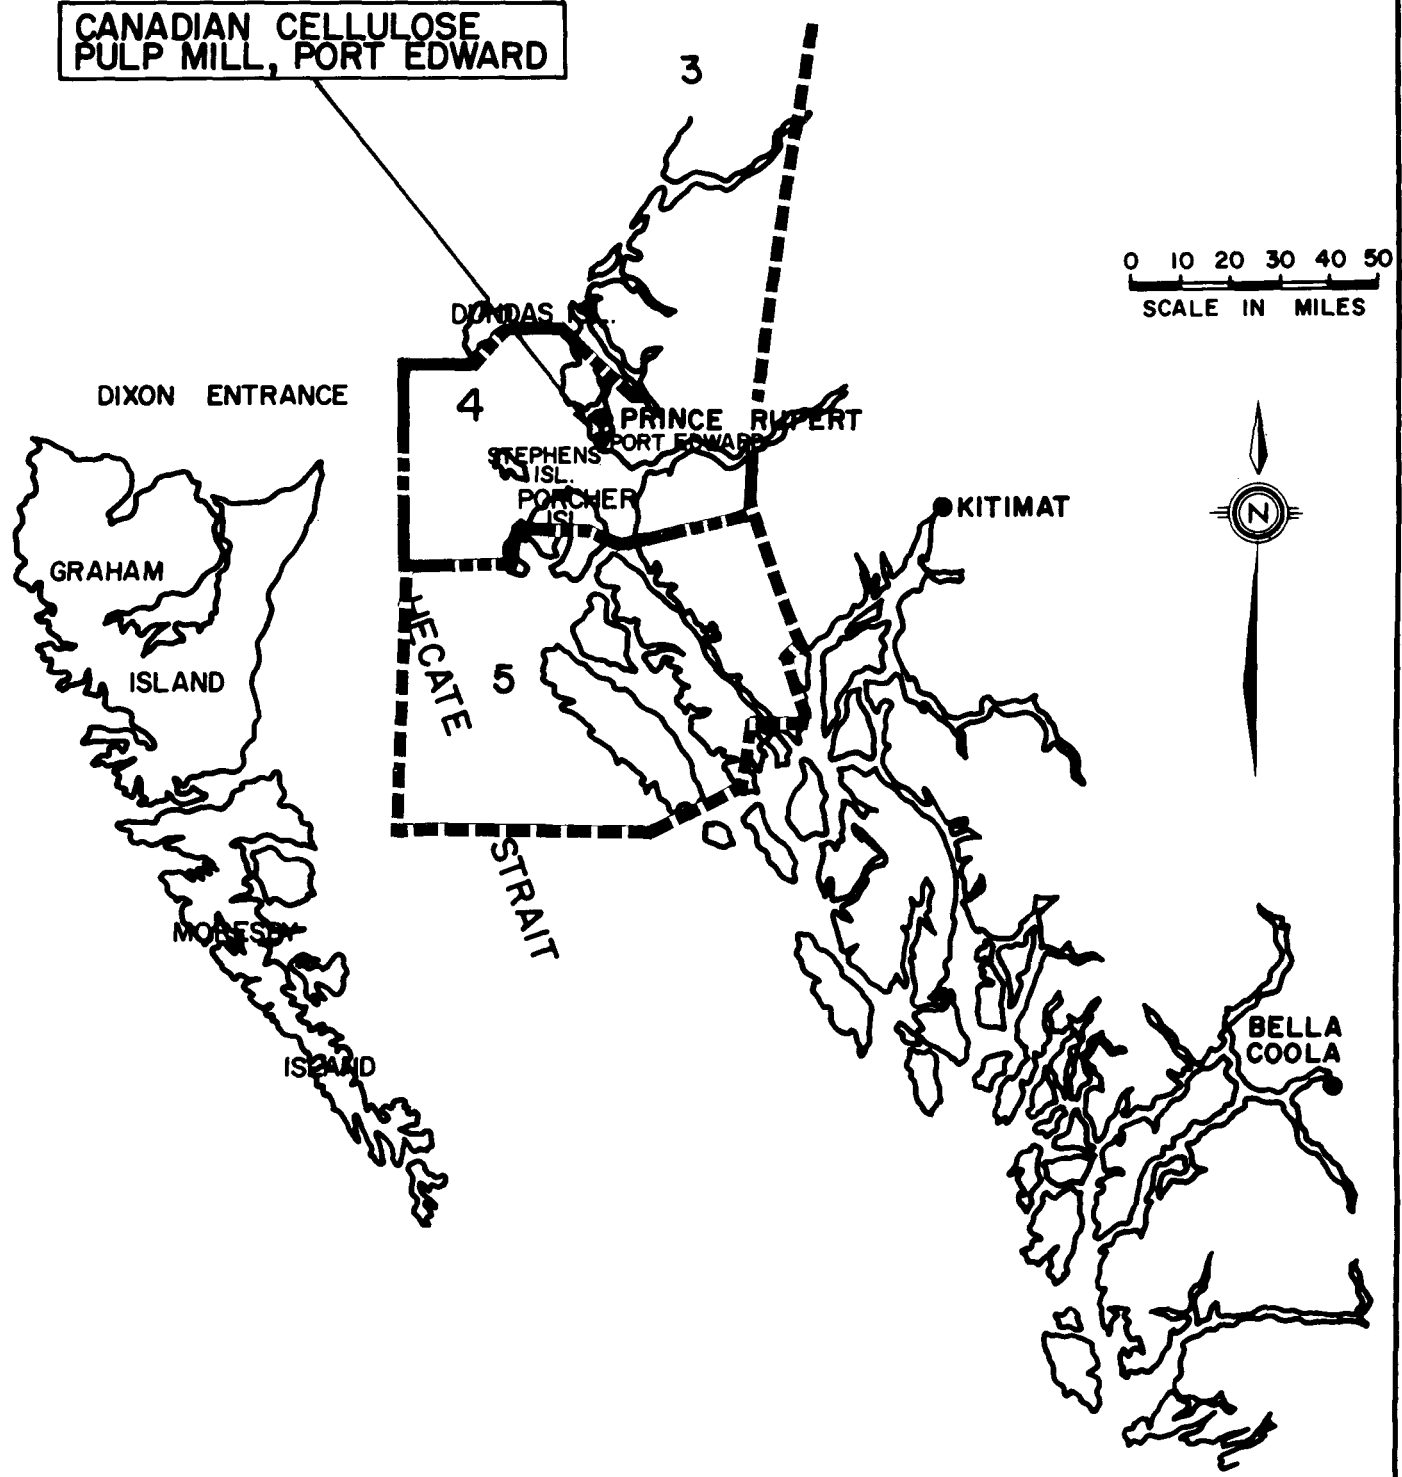 CANADIAN CELLULOSE
PULP MILL, PORT EDWARD
3
0 10 20 30 40 50
SCALE IN MILES
DUNDAS ISL.
DIXON ENTRANCE
4
PRINCE RUPERT
PORT EDWARD
STEPHENS
ISL.
PORCHER
ISL.
KITIMAT
N
GRAHAM
ISLAND
5
HECATE
STRAIT
MORESBY
ISLAND
BELLA
COOLA